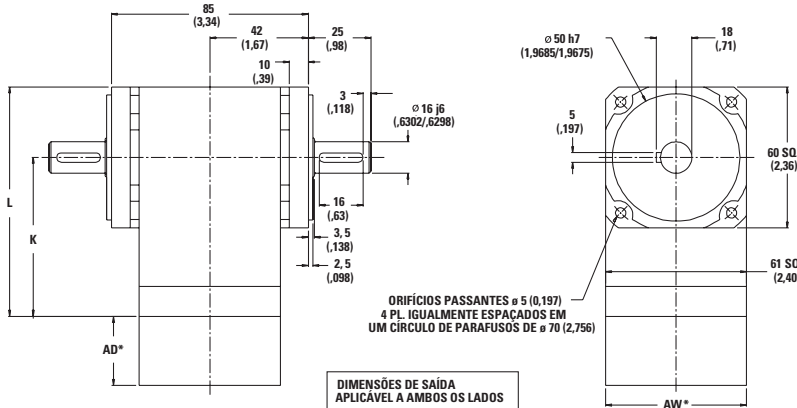 85
(3,34)
42
(1,67)
25
(,98)
10
(,39)
3
(,118)
ø 16 j6
(,6302/,6298)
ø 50 h7
(1,9685/1,9675)
18
(,71)
5
(,197)
60 SQ
(2,36)
L
K
16
(,63)
3, 5
(,138)
2, 5
(,098)
61 SQ
(2,40
ORIFÍCIOS PASSANTES ø 5 (0,197)
4 PL. IGUALMENTE ESPAÇADOS EM
UM CÍRCULO DE PARAFUSOS DE ø 70 (2,756)
AD*
DIMENSÕES DE SAÍDA
APLICÁVEL A AMBOS OS LADOS
AW*